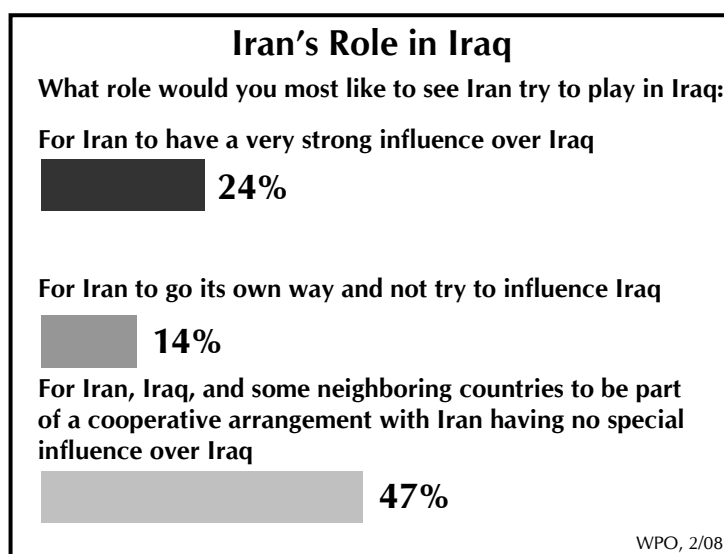 Iran’s Role in Iraq
What role would you most like to see Iran try to play in Iraq:
For Iran to have a very strong influence over Iraq
24%
For Iran to go its own way and not try to influence Iraq
14%
For Iran, Iraq, and some neighboring countries to be part
of a cooperative arrangement with Iran having no special
influence over Iraq
47%
WPO, 2/08